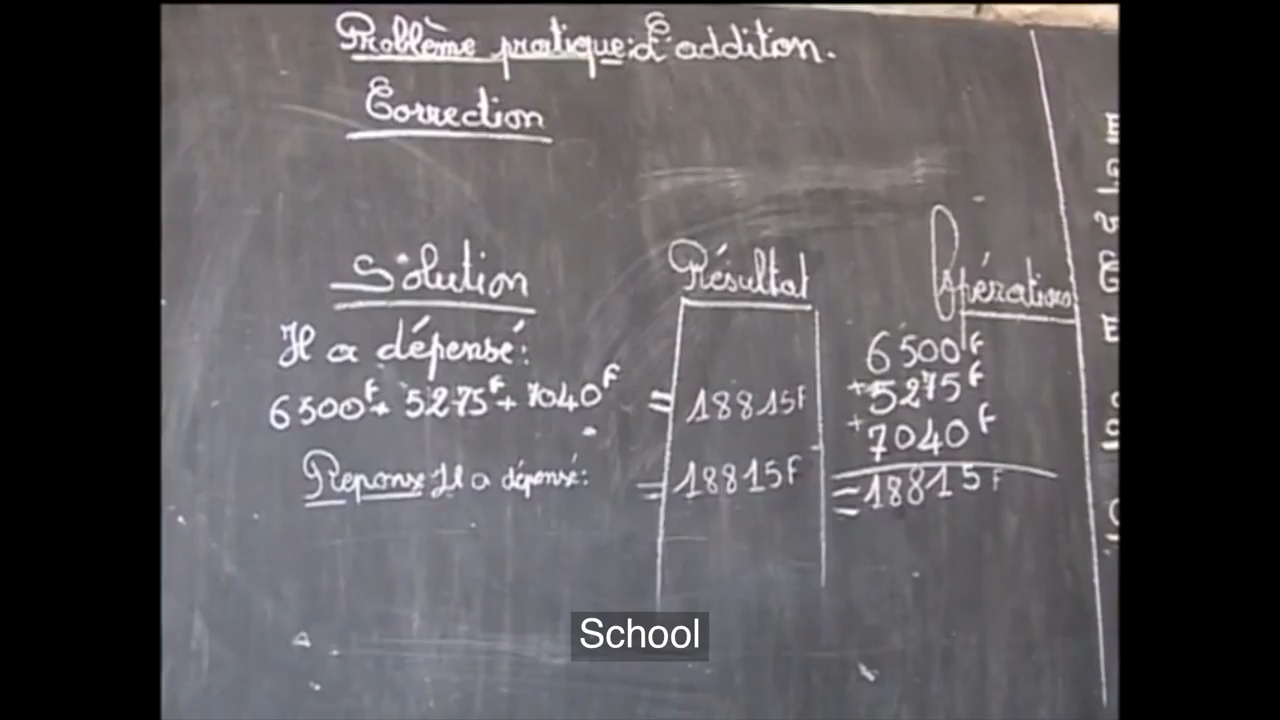 Problème pratique: d'addition.
Correction
Solution
Résultat
Opérations
Il a dépensé:
6500F + 5275F + 7040F = 18815F
Reponse Il a dépensé: = 18815F
6500F
+5275F
+7040F
=18815F
School